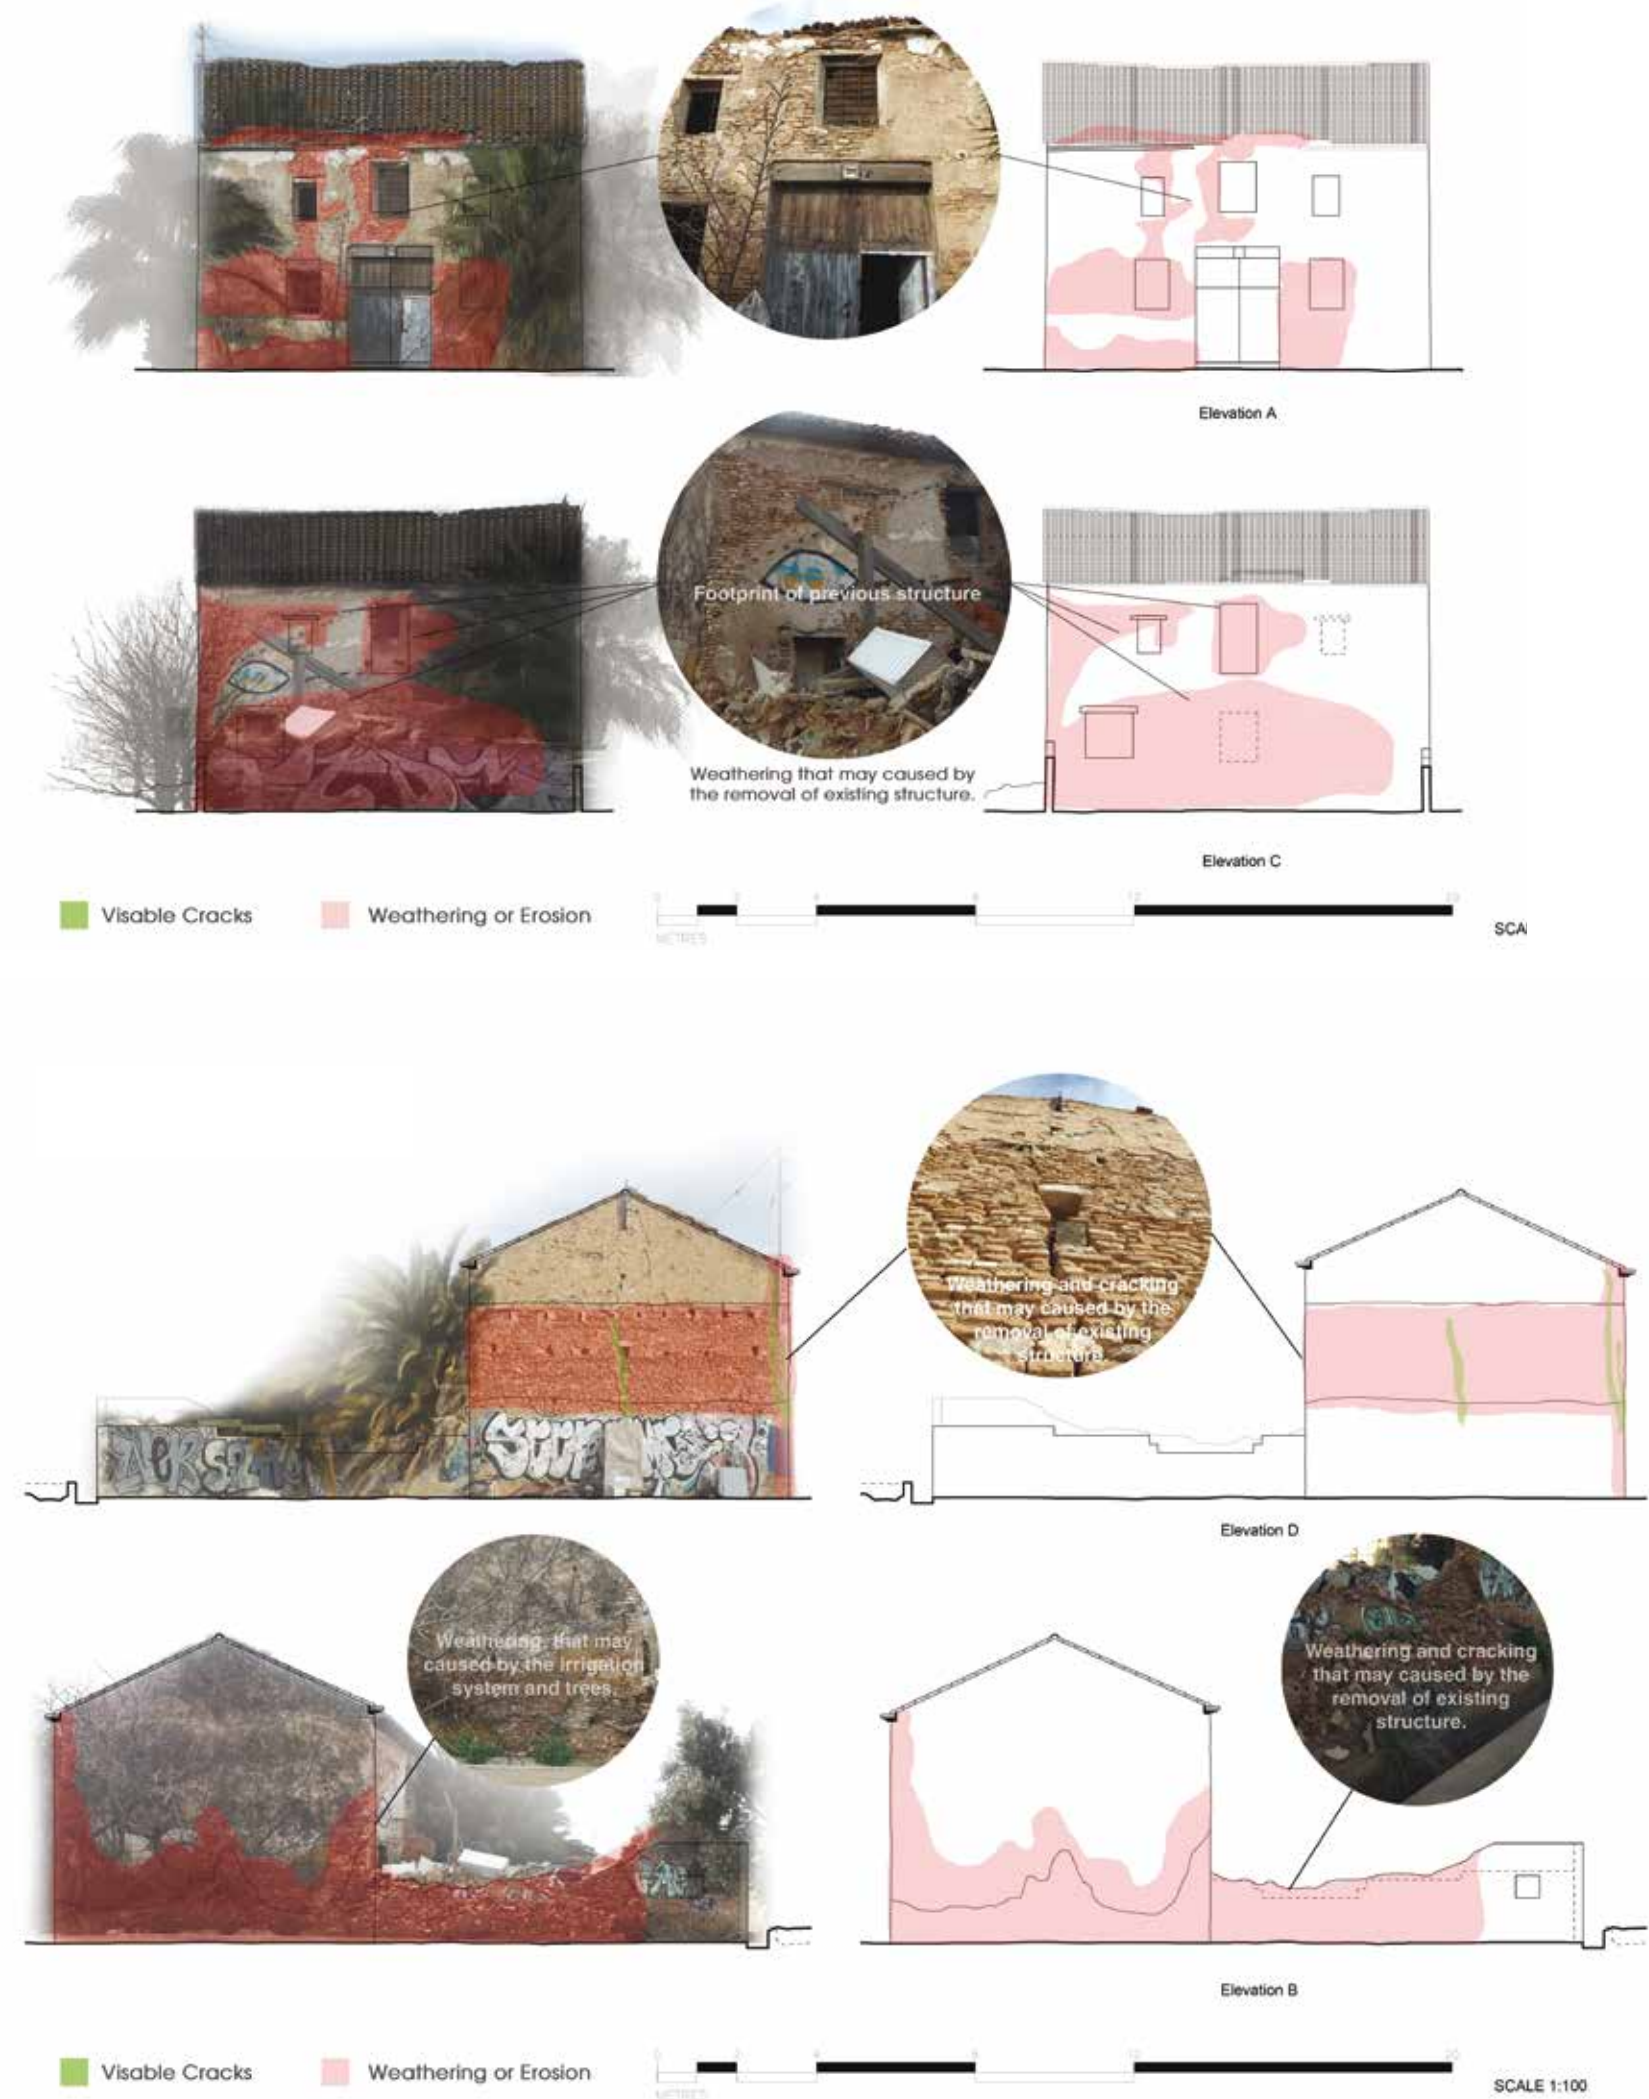 Elevation A
Footprint of previous structure
Weathering that may caused by
the removal of existing structure.
Elevation C
Visable Cracks
Weathering or Erosion
METRES
SCA
Weathering and cracking
that may caused by the
removal of existing
structure.
Elevation D
Weathering, that may
caused by the irrigation
system and trees.
Weathering and cracking
that may caused by the
removal of existing
structure.
Elevation B
Visable Cracks
Weathering or Erosion
METRES
SCALE 1:100